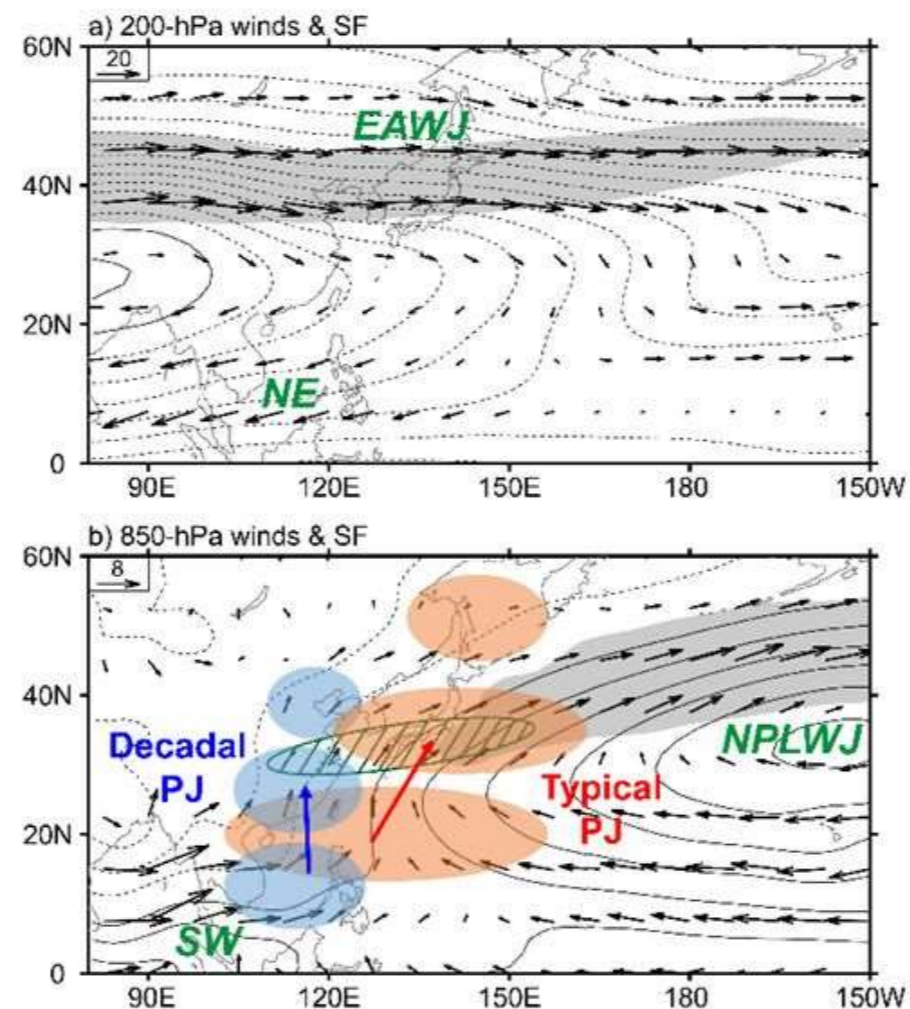 a) 200-hPa winds & SF
60N
20
EAWJ
40N
20N
NE
0
90E 120E 150E 180 150W
b) 850-hPa winds & SF
60N
8
40N
NPLWJ
Decadal
PJ
Typical
PJ
20N
SW
0
90E 120E 150E 180 150W